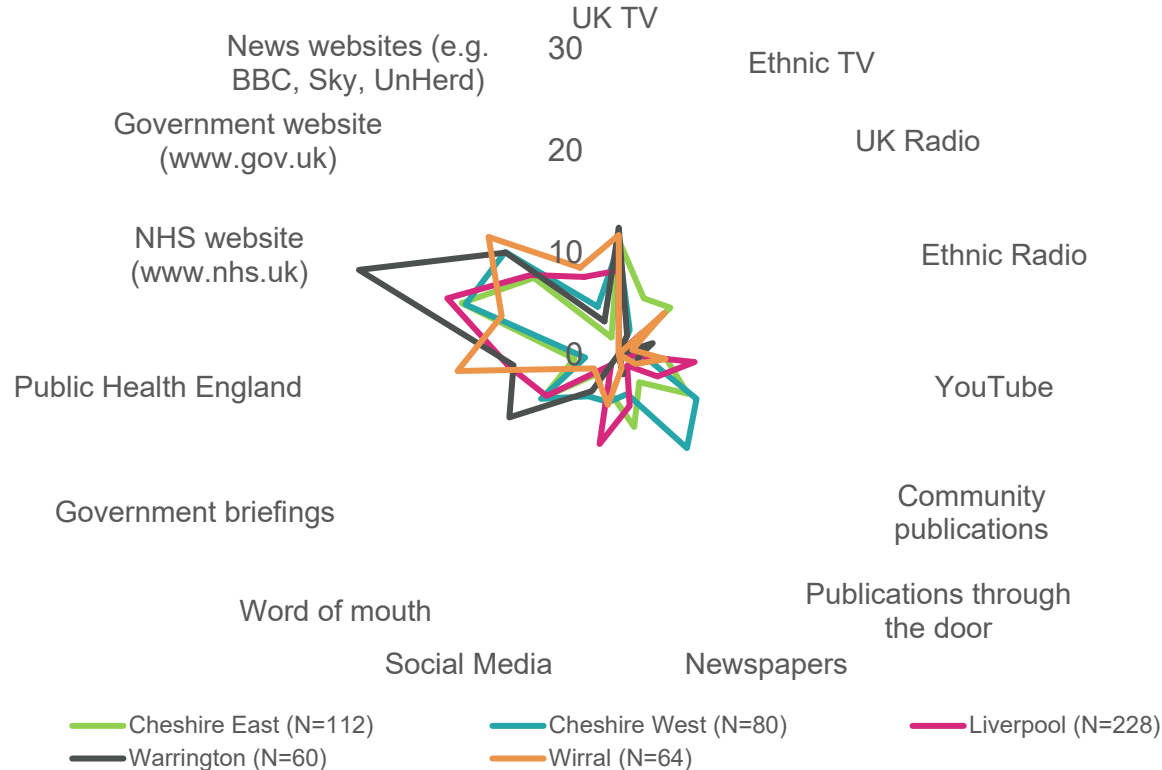 UK TV
30
News websites (e.g.
BBC, Sky, UnHerd)
Ethnic TV
Government website
(www.gov.uk)
20
UK Radio
NHS website
(www.nhs.uk)
10
Ethnic Radio
0
Public Health England
YouTube
Government briefings
Community
publications
Word of mouth
Publications through
the door
Social Media
Newspapers
Cheshire East (N=112)
Cheshire West (N=80)
Liverpool (N=228)
Warrington (N=60)
Wirral (N=64)